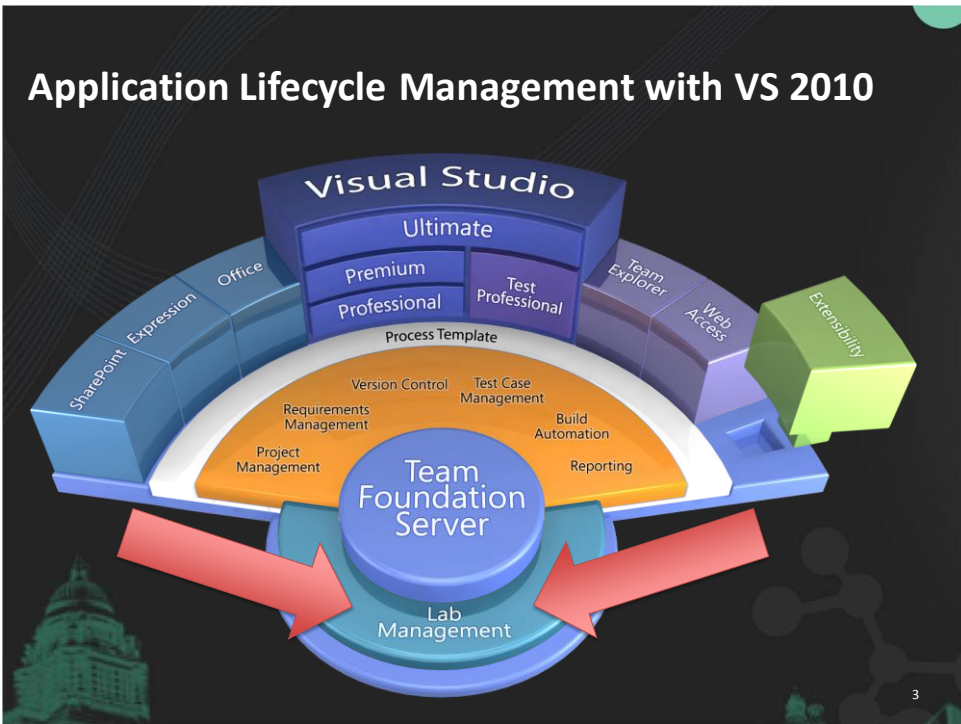 Application Lifecycle Management with VS 2010
Visual Studio
Ultimate
Premium
Professional
Test
Professional
Office
Expression
SharePoint
Team
Explorer
Web
Access
Extensibility
Process Template
Version Control
Test Case
Management
Requirements
Management
Build
Automation
Project
Management
Reporting
Team
Foundation
Server
Lab
Management
3